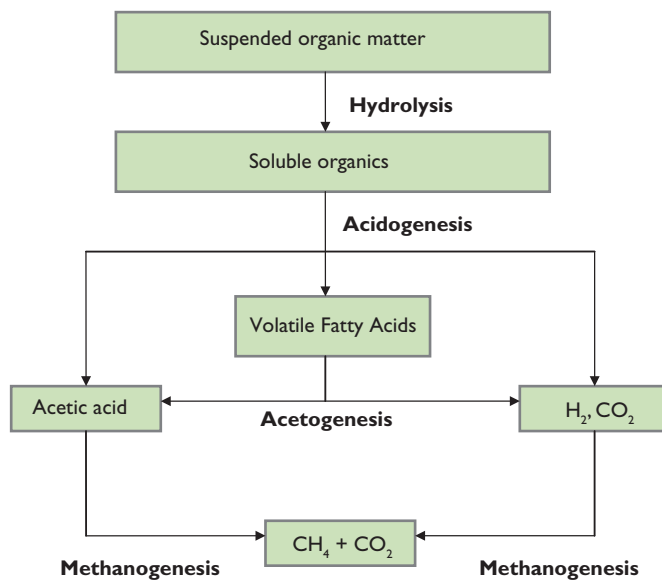 Suspended organic matter
Hydrolysis
Soluble organics
Acidogenesis
Volatile Fatty Acids
Acetic acid
Acetogenesis
H₂, CO₂
Methanogenesis
CH₄ + CO₂
Methanogenesis